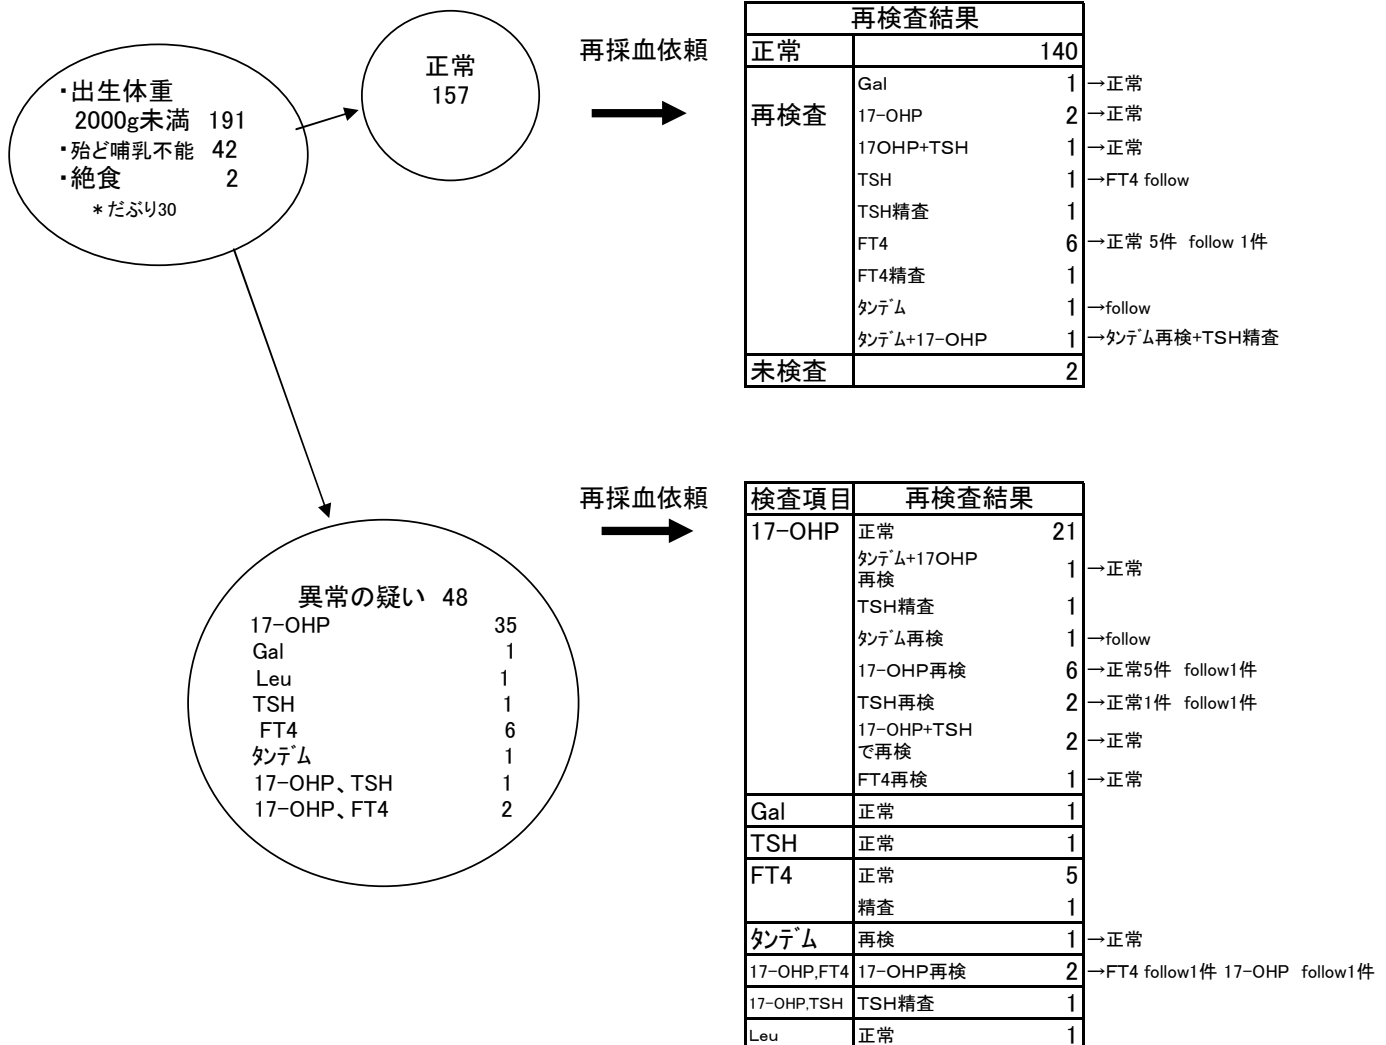 ・出生体重
2000g未満 191
・殆ど哺乳不能 42
・絶食 2
*だぶり30
正常
157
再採血依頼
再検査結果
正常 140
再検査 Gal 1 →正常
17-OHP 2 →正常
17OHP+TSH 1 →正常
TSH 1 →FT4 follow
TSH精査 1
FT4 6 →正常 5件 follow 1件
FT4精査 1
ﾀﾝﾃﾞﾑ 1 →follow
ﾀﾝﾃﾞﾑ+17-OHP 1 →ﾀﾝﾃﾞﾑ再検+TSH精査
未検査 2
異常の疑い 48
17-OHP 35
Gal 1
Leu 1
TSH 1
FT4 6
ﾀﾝﾃﾞﾑ 1
17-OHP、TSH 1
17-OHP、FT4 2
再採血依頼
検査項目 再検査結果
17-OHP 正常 21
ﾀﾝﾃﾞﾑ+17OHP
再検 1 →正常
TSH精査 1
ﾀﾝﾃﾞﾑ再検 1 →follow
17-OHP再検 6 →正常5件 follow1件
TSH再検 2 →正常1件 follow1件
17-OHP+TSH
で再検 2 →正常
FT4再検 1 →正常
Gal 正常 1
TSH 正常 1
FT4 正常 5
精査 1
ﾀﾝﾃﾞﾑ 再検 1 →正常
17-OHP,FT4 17-OHP再検 2 →FT4 follow1件 17-OHP follow1件
17-OHP,TSH TSH精査 1
Leu 正常 1